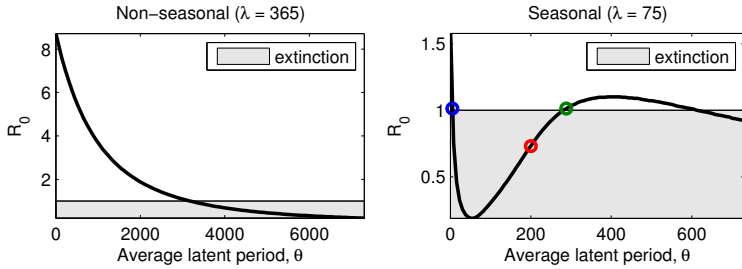 Non-seasonal (λ = 365)
8
6
4
2
R0
extinction
0 2000 4000 6000
Average latent period, θ
Seasonal (λ = 75)
1.5
1
0.5
R0
extinction
0 200 400 600
Average latent period, θ